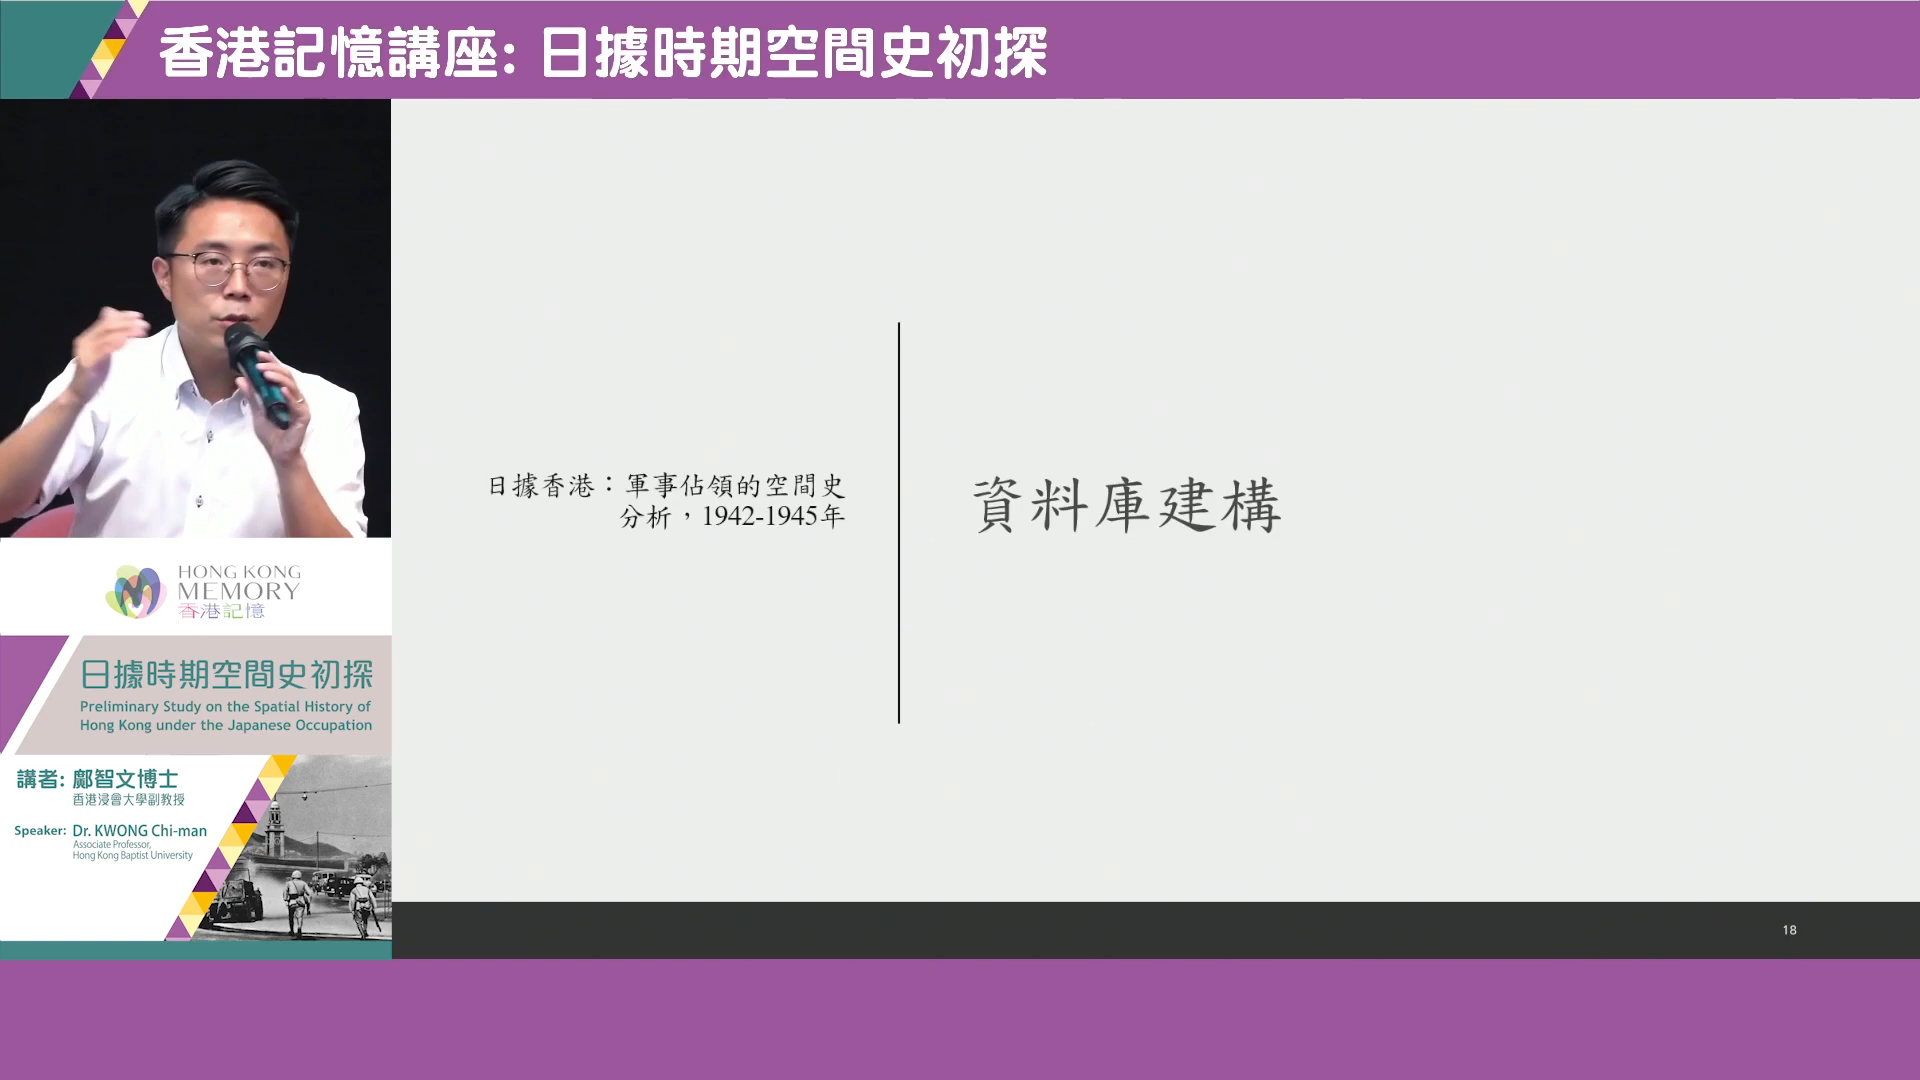 香港記憶講座: 日據時期空間史初探
日據香港：軍事佔領的空間史
分析，1942-1945年
資料庫建構
HONG KONG
MEMORY
香港記憶
日據時期空間史初探
Preliminary Study on the Spatial History of
Hong Kong under the Japanese Occupation
講者: 鄺智文博士
香港浸會大學副教授
Speaker: Dr. KWONG Chi-man
Associate Professor,
Hong Kong Baptist University
18